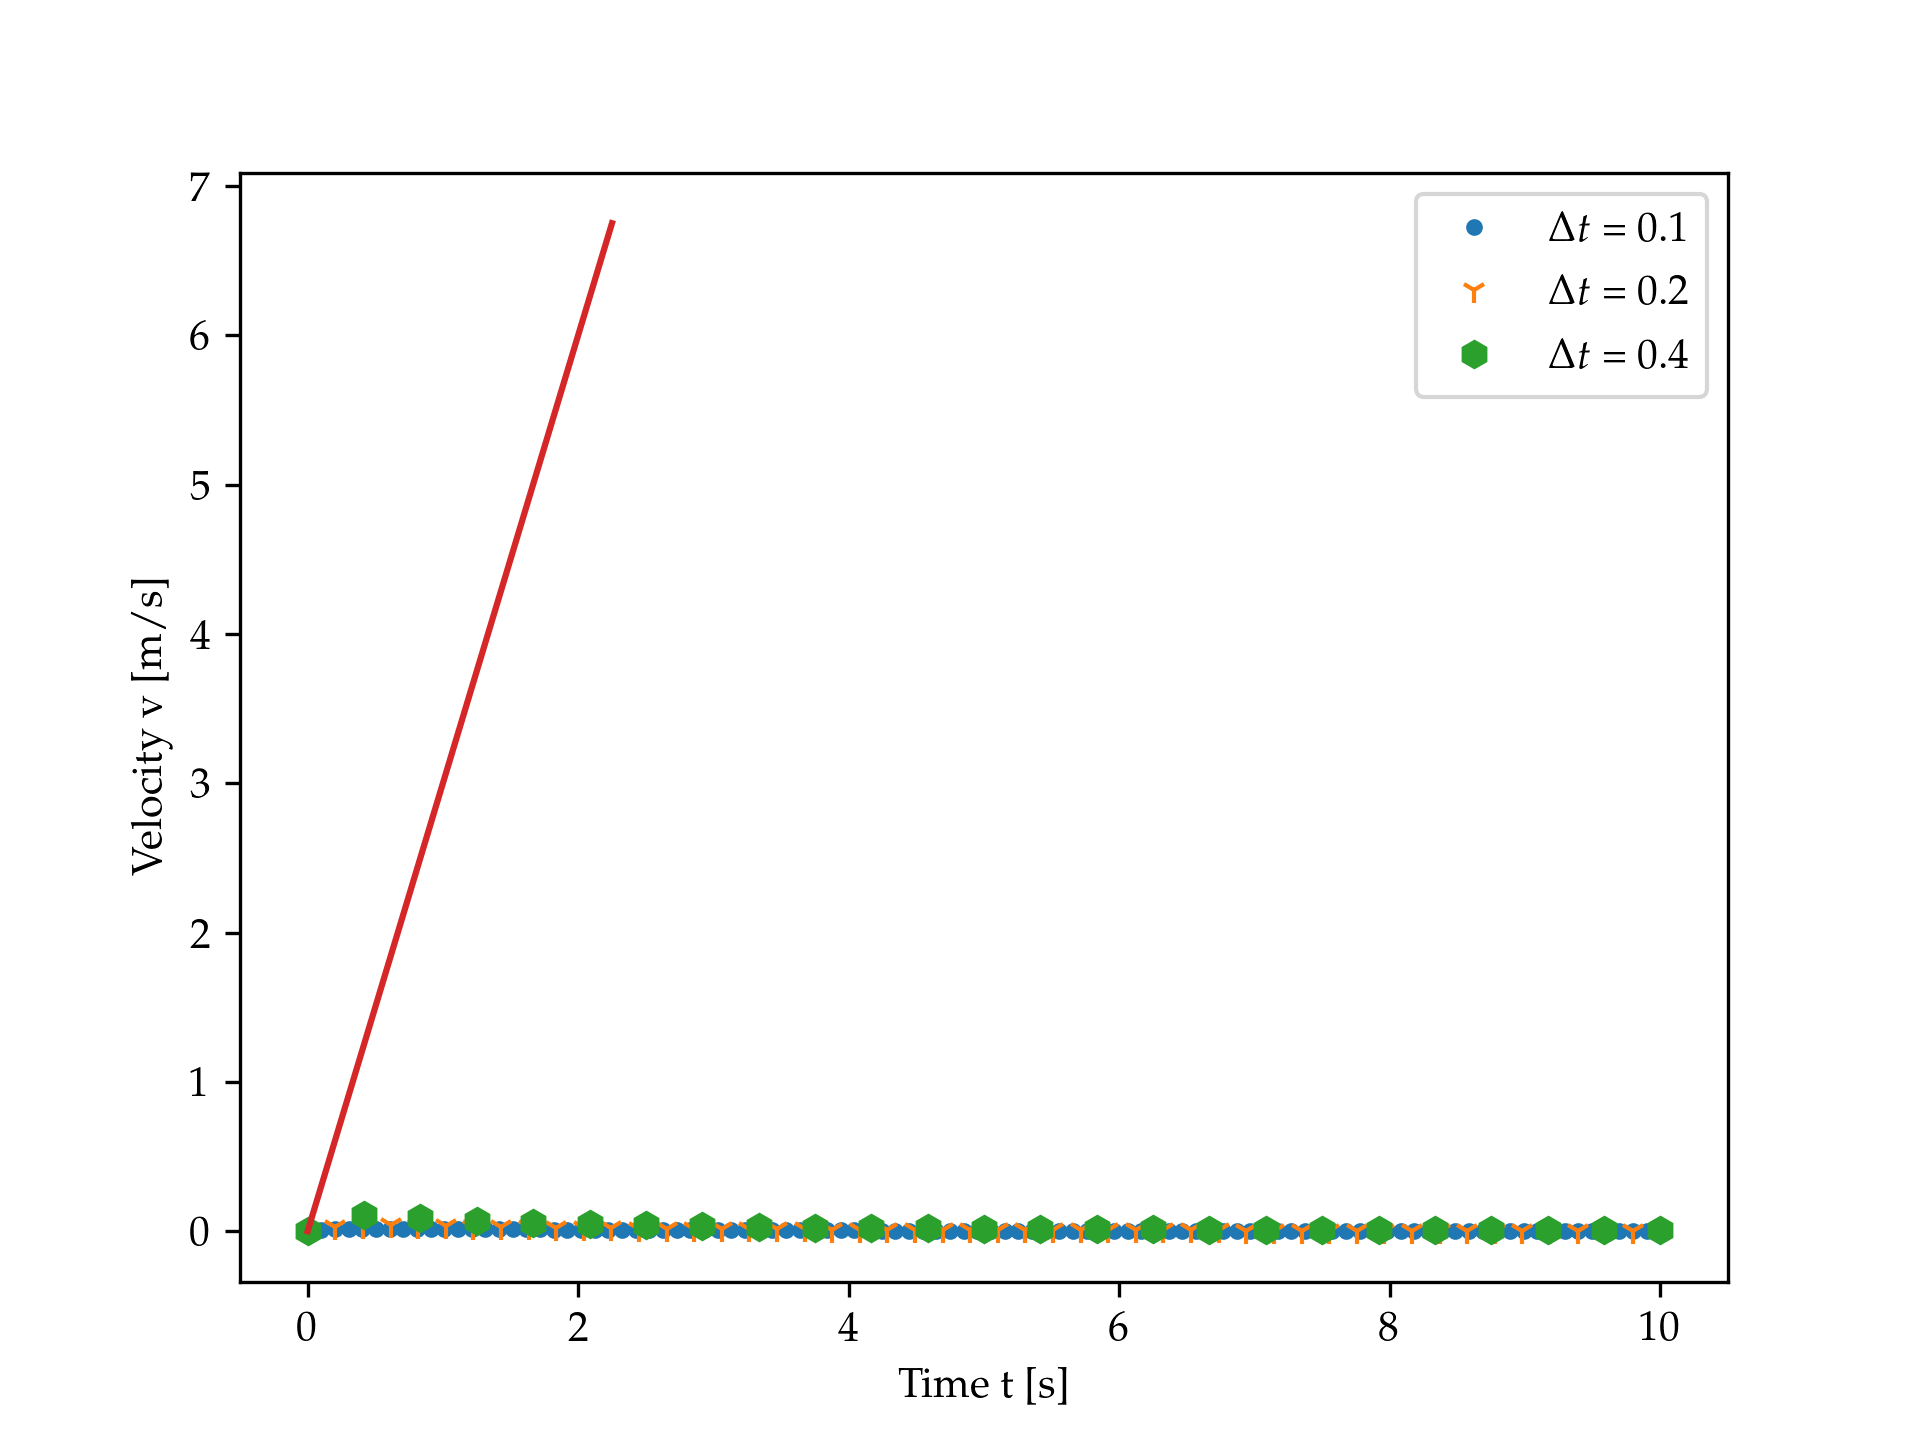 7
6
5
4
3
2
1
0
Velocity v [m/s]
0 2 4 6 8 10
Time t [s]
Δt = 0.1
Δt = 0.2
Δt = 0.4